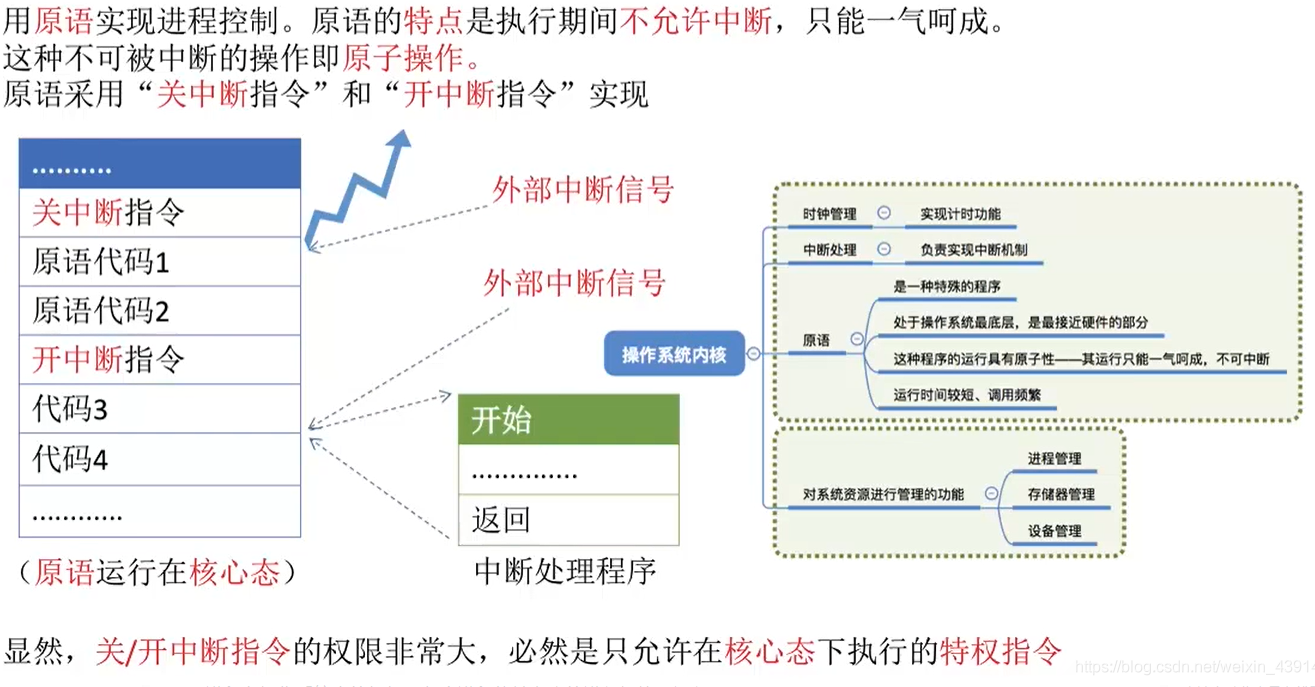 用原语实现进程控制。原语的特点是执行期间不允许中断，只能一气呵成。
这种不可被中断的操作即原子操作。
原语采用“关中断指令”和“开中断指令”实现
..........
关中断指令
原语代码1
原语代码2
开中断指令
代码3
代码4
............
（原语运行在核心态）
外部中断信号
外部中断信号
开始
..............
返回
中断处理程序
操作系统内核
时钟管理
实现计时功能
中断处理
负责实现中断机制
原语
是一种特殊的程序
处于操作系统最底层，是最接近硬件的部分
这种程序的运行具有原子性——其运行只能一气呵成，不可中断
运行时间较短、调用频繁
对系统资源进行管理的功能
进程管理
存储器管理
设备管理
显然，关/开中断指令的权限非常大，必然是只允许在核心态下执行的特权指令
https://blog.csdn.net/weixin_4391